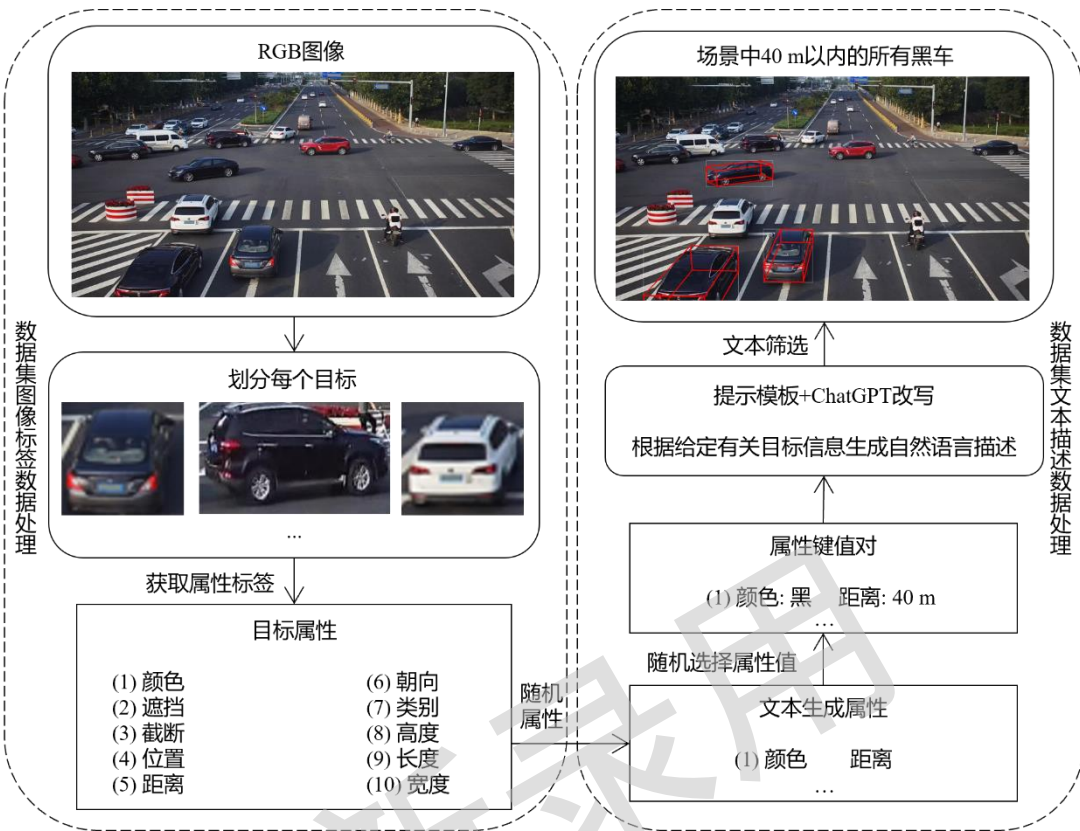 数据集图像标签数据处理
RGB图像
划分每个目标
...
获取属性标签
目标属性
(1) 颜色
(2) 遮挡
(3) 截断
(4) 位置
(5) 距离
(6) 朝向
(7) 类别
(8) 高度
(9) 长度
(10) 宽度
随机
属性
文本生成属性
(1) 颜色 距离
...
随机选择属性值
属性键值对
(1) 颜色: 黑 距离: 40 m
...
提示模板+ChatGPT改写
根据给定有关目标信息生成自然语言描述
文本筛选
场景中40 m以内的所有黑车
数据集文本描述数据处理
录用